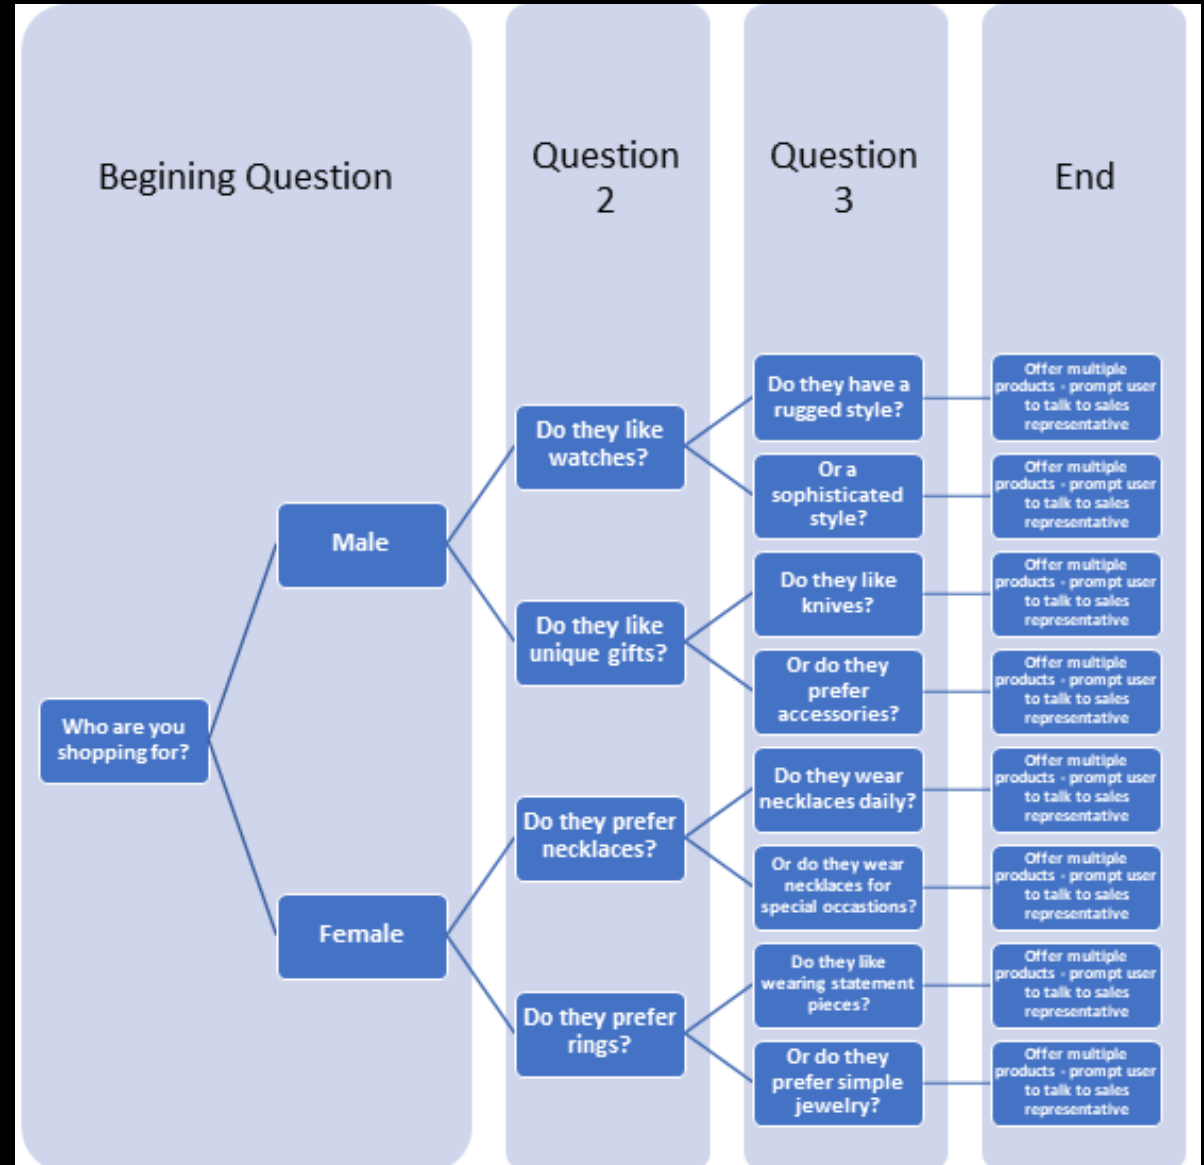 Begining Question
Question
2
Question
3
End
Who are you
shopping for?
Male
Female
Do they like
watches?
Do they like
unique gifts?
Do they prefer
necklaces?
Do they prefer
rings?
Do they have a
rugged style?
Or a
sophisticated
style?
Do they like
knives?
Or do they
prefer
accessories?
Do they wear
necklaces daily?
Or do they wear
necklaces for
special occastions?
Do they like
wearing statement
pieces?
Or do they
prefer simple
jewelry?
Offer multiple
products - prompt user
to talk to sales
representative
Offer multiple
products - prompt user
to talk to sales
representative
Offer multiple
products - prompt user
to talk to sales
representative
Offer multiple
products - prompt user
to talk to sales
representative
Offer multiple
products - prompt user
to talk to sales
representative
Offer multiple
products - prompt user
to talk to sales
representative
Offer multiple
products - prompt user
to talk to sales
representative
Offer multiple
products - prompt user
to talk to sales
representative